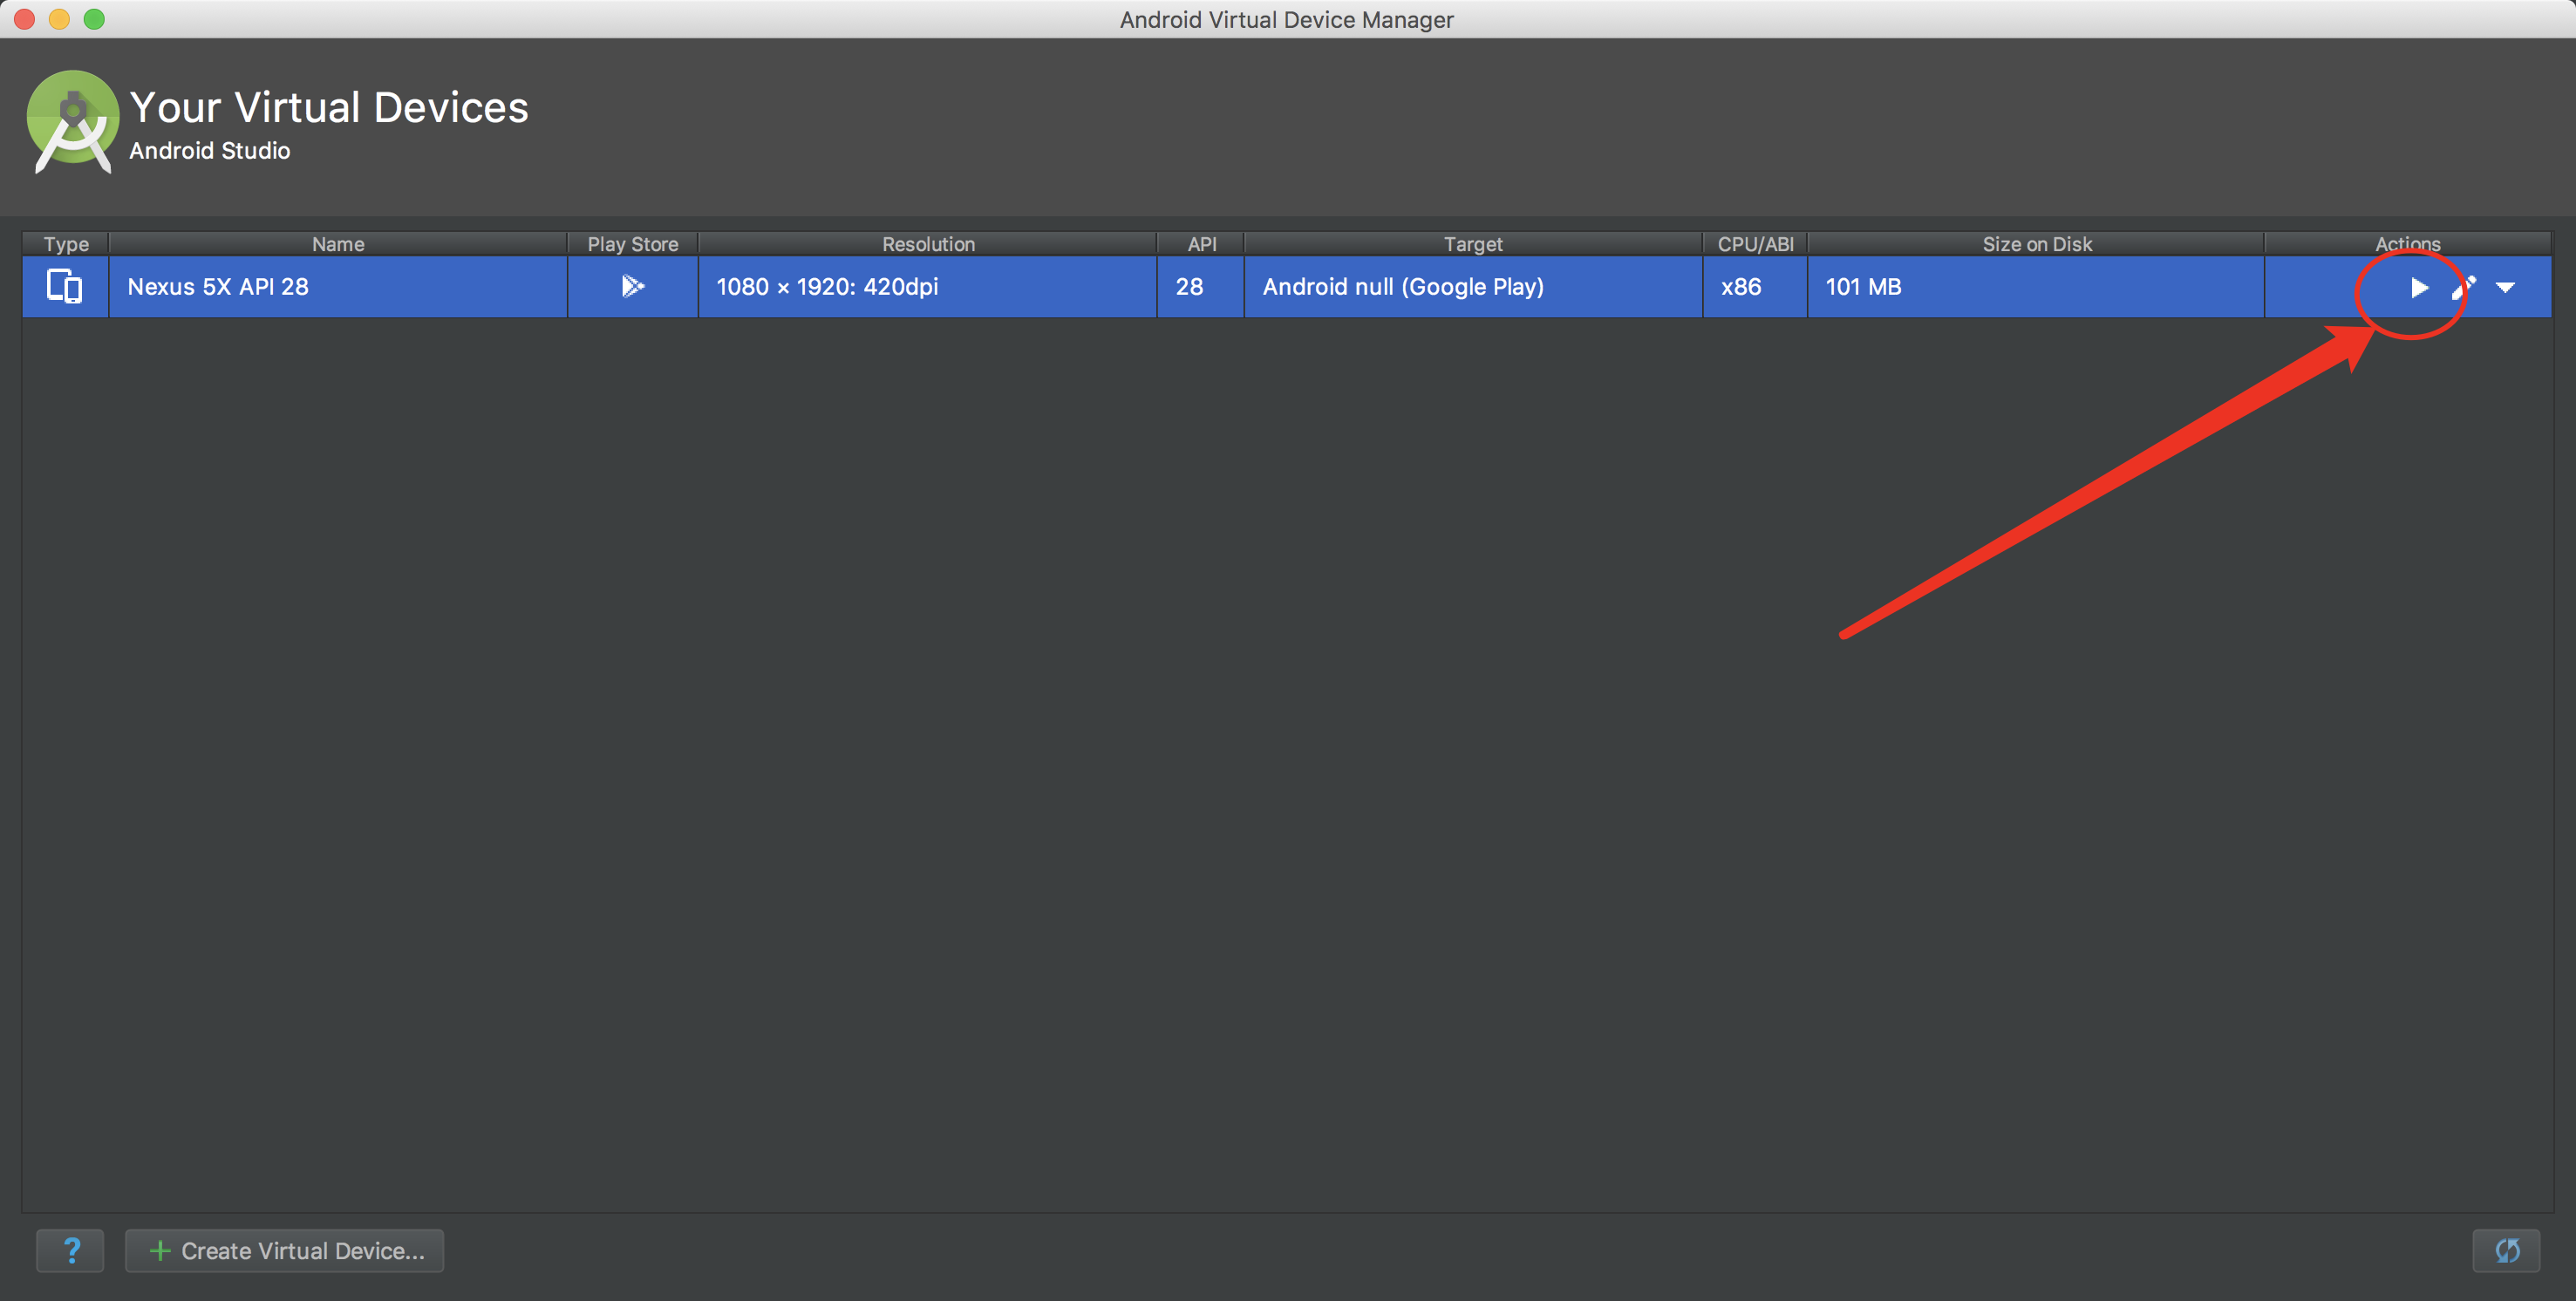 Android Virtual Device Manager
Your Virtual Devices
Android Studio
Type Name Play Store Resolution API Target CPU/ABI Size on Disk Actions
Nexus 5X API 28 1080 × 1920: 420dpi 28 Android null (Google Play) x86 101 MB
? + Create Virtual Device...